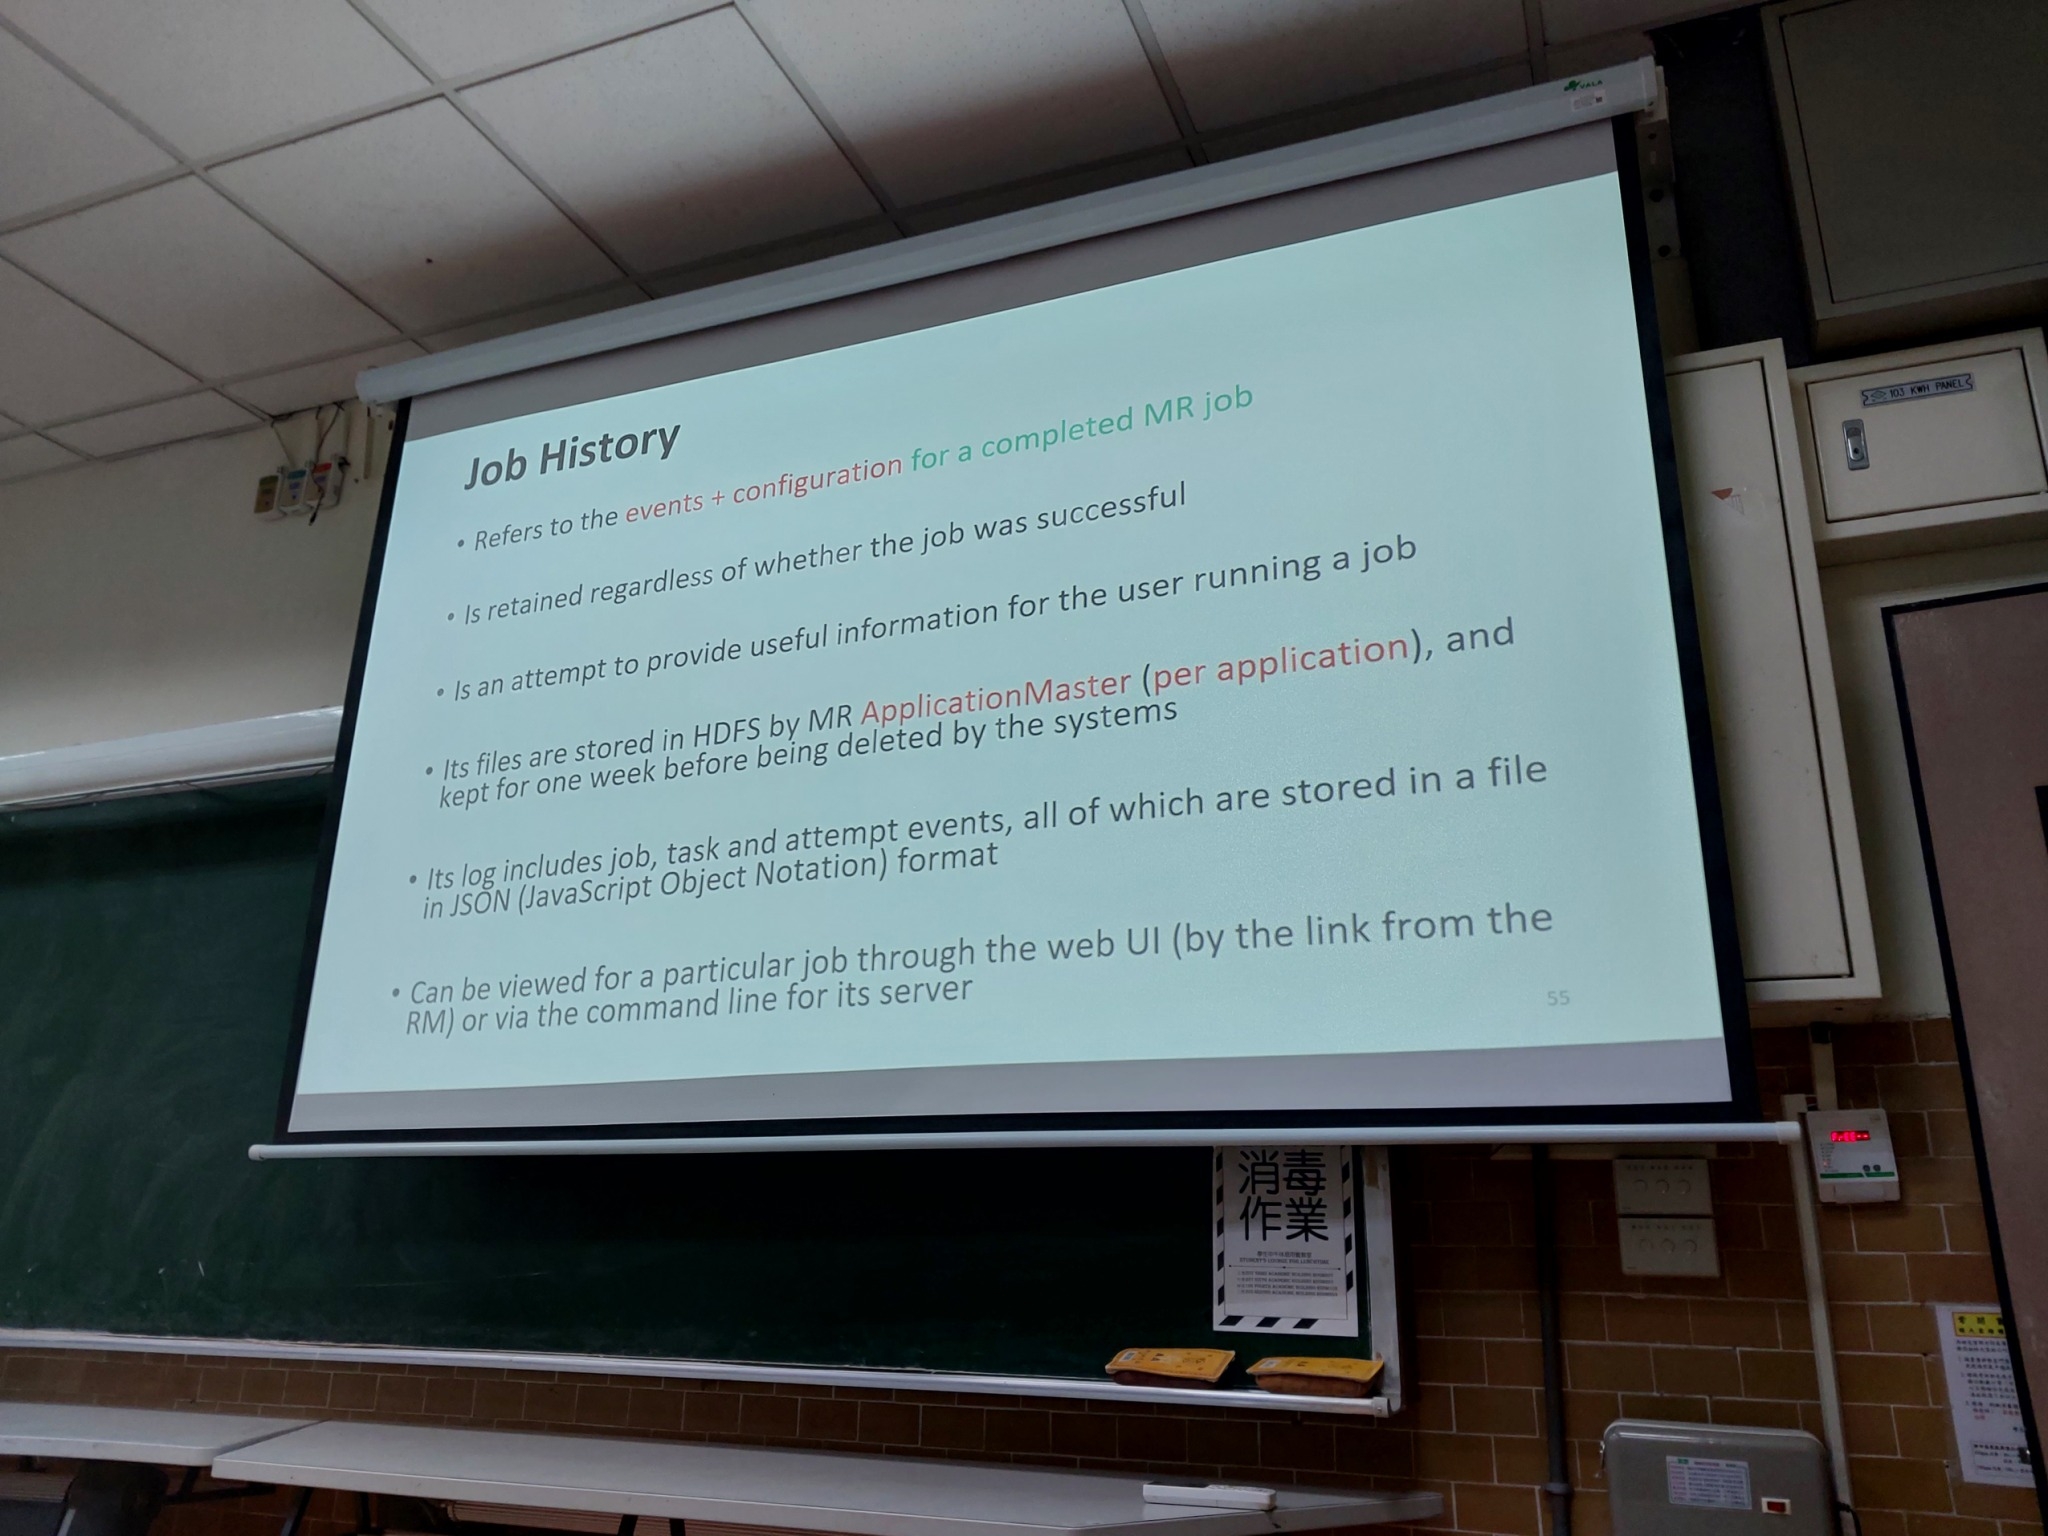 VALA
103 KWH PANEL
Job History
• Refers to the events + configuration for a completed MR job
• Is retained regardless of whether the job was successful
• Is an attempt to provide useful information for the user running a job
• Its files are stored in HDFS by MR ApplicationMaster (per application), and
kept for one week before being deleted by the systems
• Its log includes job, task and attempt events, all of which are stored in a file
in JSON (JavaScript Object Notation) format
• Can be viewed for a particular job through the web UI (by the link from the
RM) or via the command line for its server
55
消毒
作業
STUDENT'S LOUNGE FOR LUNCHTIME